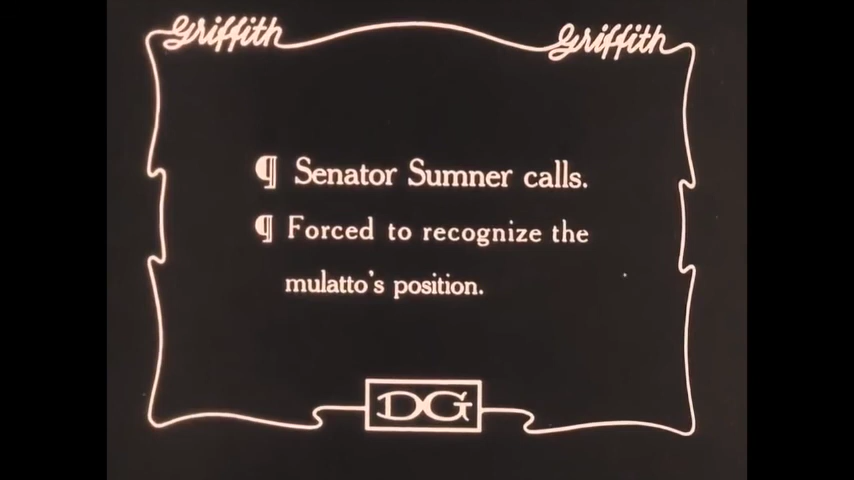 Griffith Griffith
¶ Senator Sumner calls.
¶ Forced to recognize the
mulatto's position.
DG